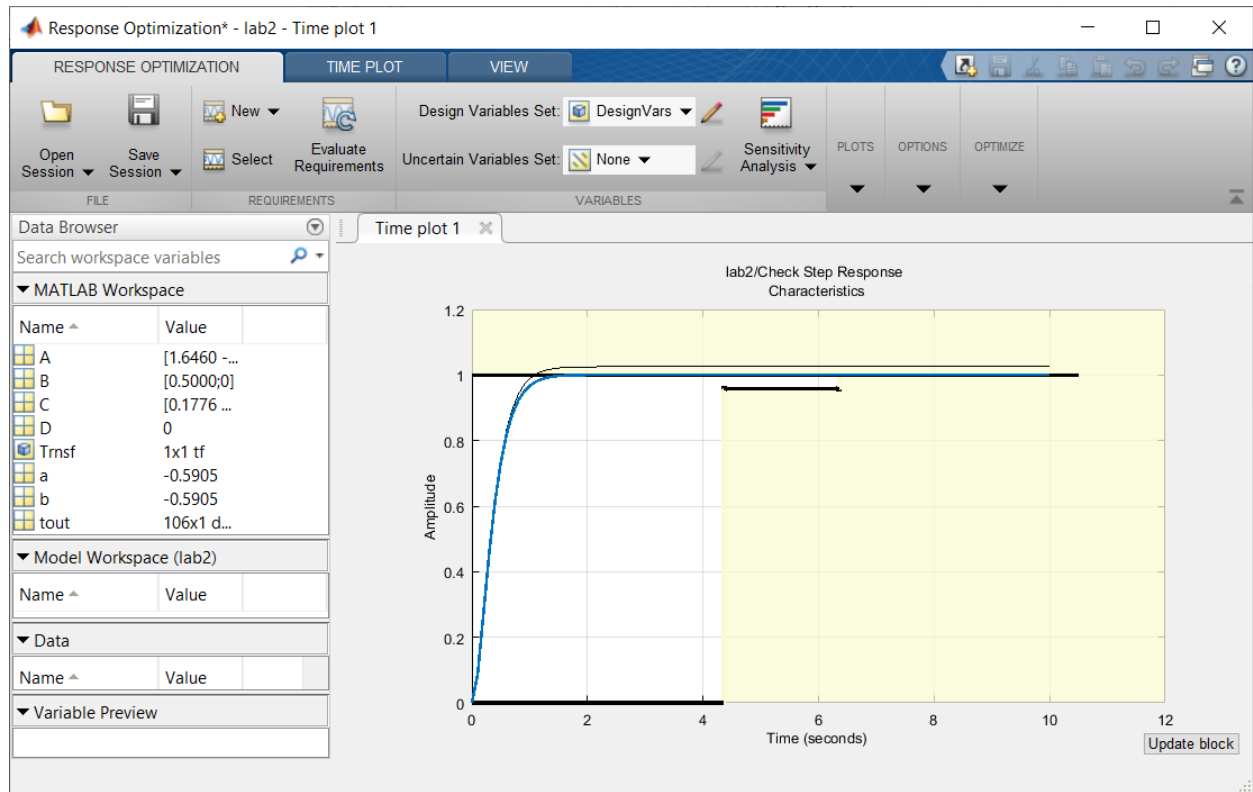 Response Optimization* - lab2 - Time plot 1
RESPONSE OPTIMIZATION TIME PLOT VIEW
New
Design Variables Set: DesignVars
Open Session
Save Session
Select
Evaluate Requirements
Uncertain Variables Set: None
Sensitivity Analysis
PLOTS OPTIONS OPTIMIZE
FILE REQUIREMENTS VARIABLES
Data Browser
Search workspace variables
MATLAB Workspace
Name Value
A [1.6460 -...
B [0.5000;0]
C [0.1776 ...
D 0
Trnsf 1x1 tf
a -0.5905
b -0.5905
tout 106x1 d...
Model Workspace (lab2)
Name Value
Data
Name Value
Variable Preview
Time plot 1
lab2/Check Step Response
Characteristics
1.2
1
0.8
0.6
0.4
0.2
0
Amplitude
0 2 4 6 8 10 12
Time (seconds)
Update block